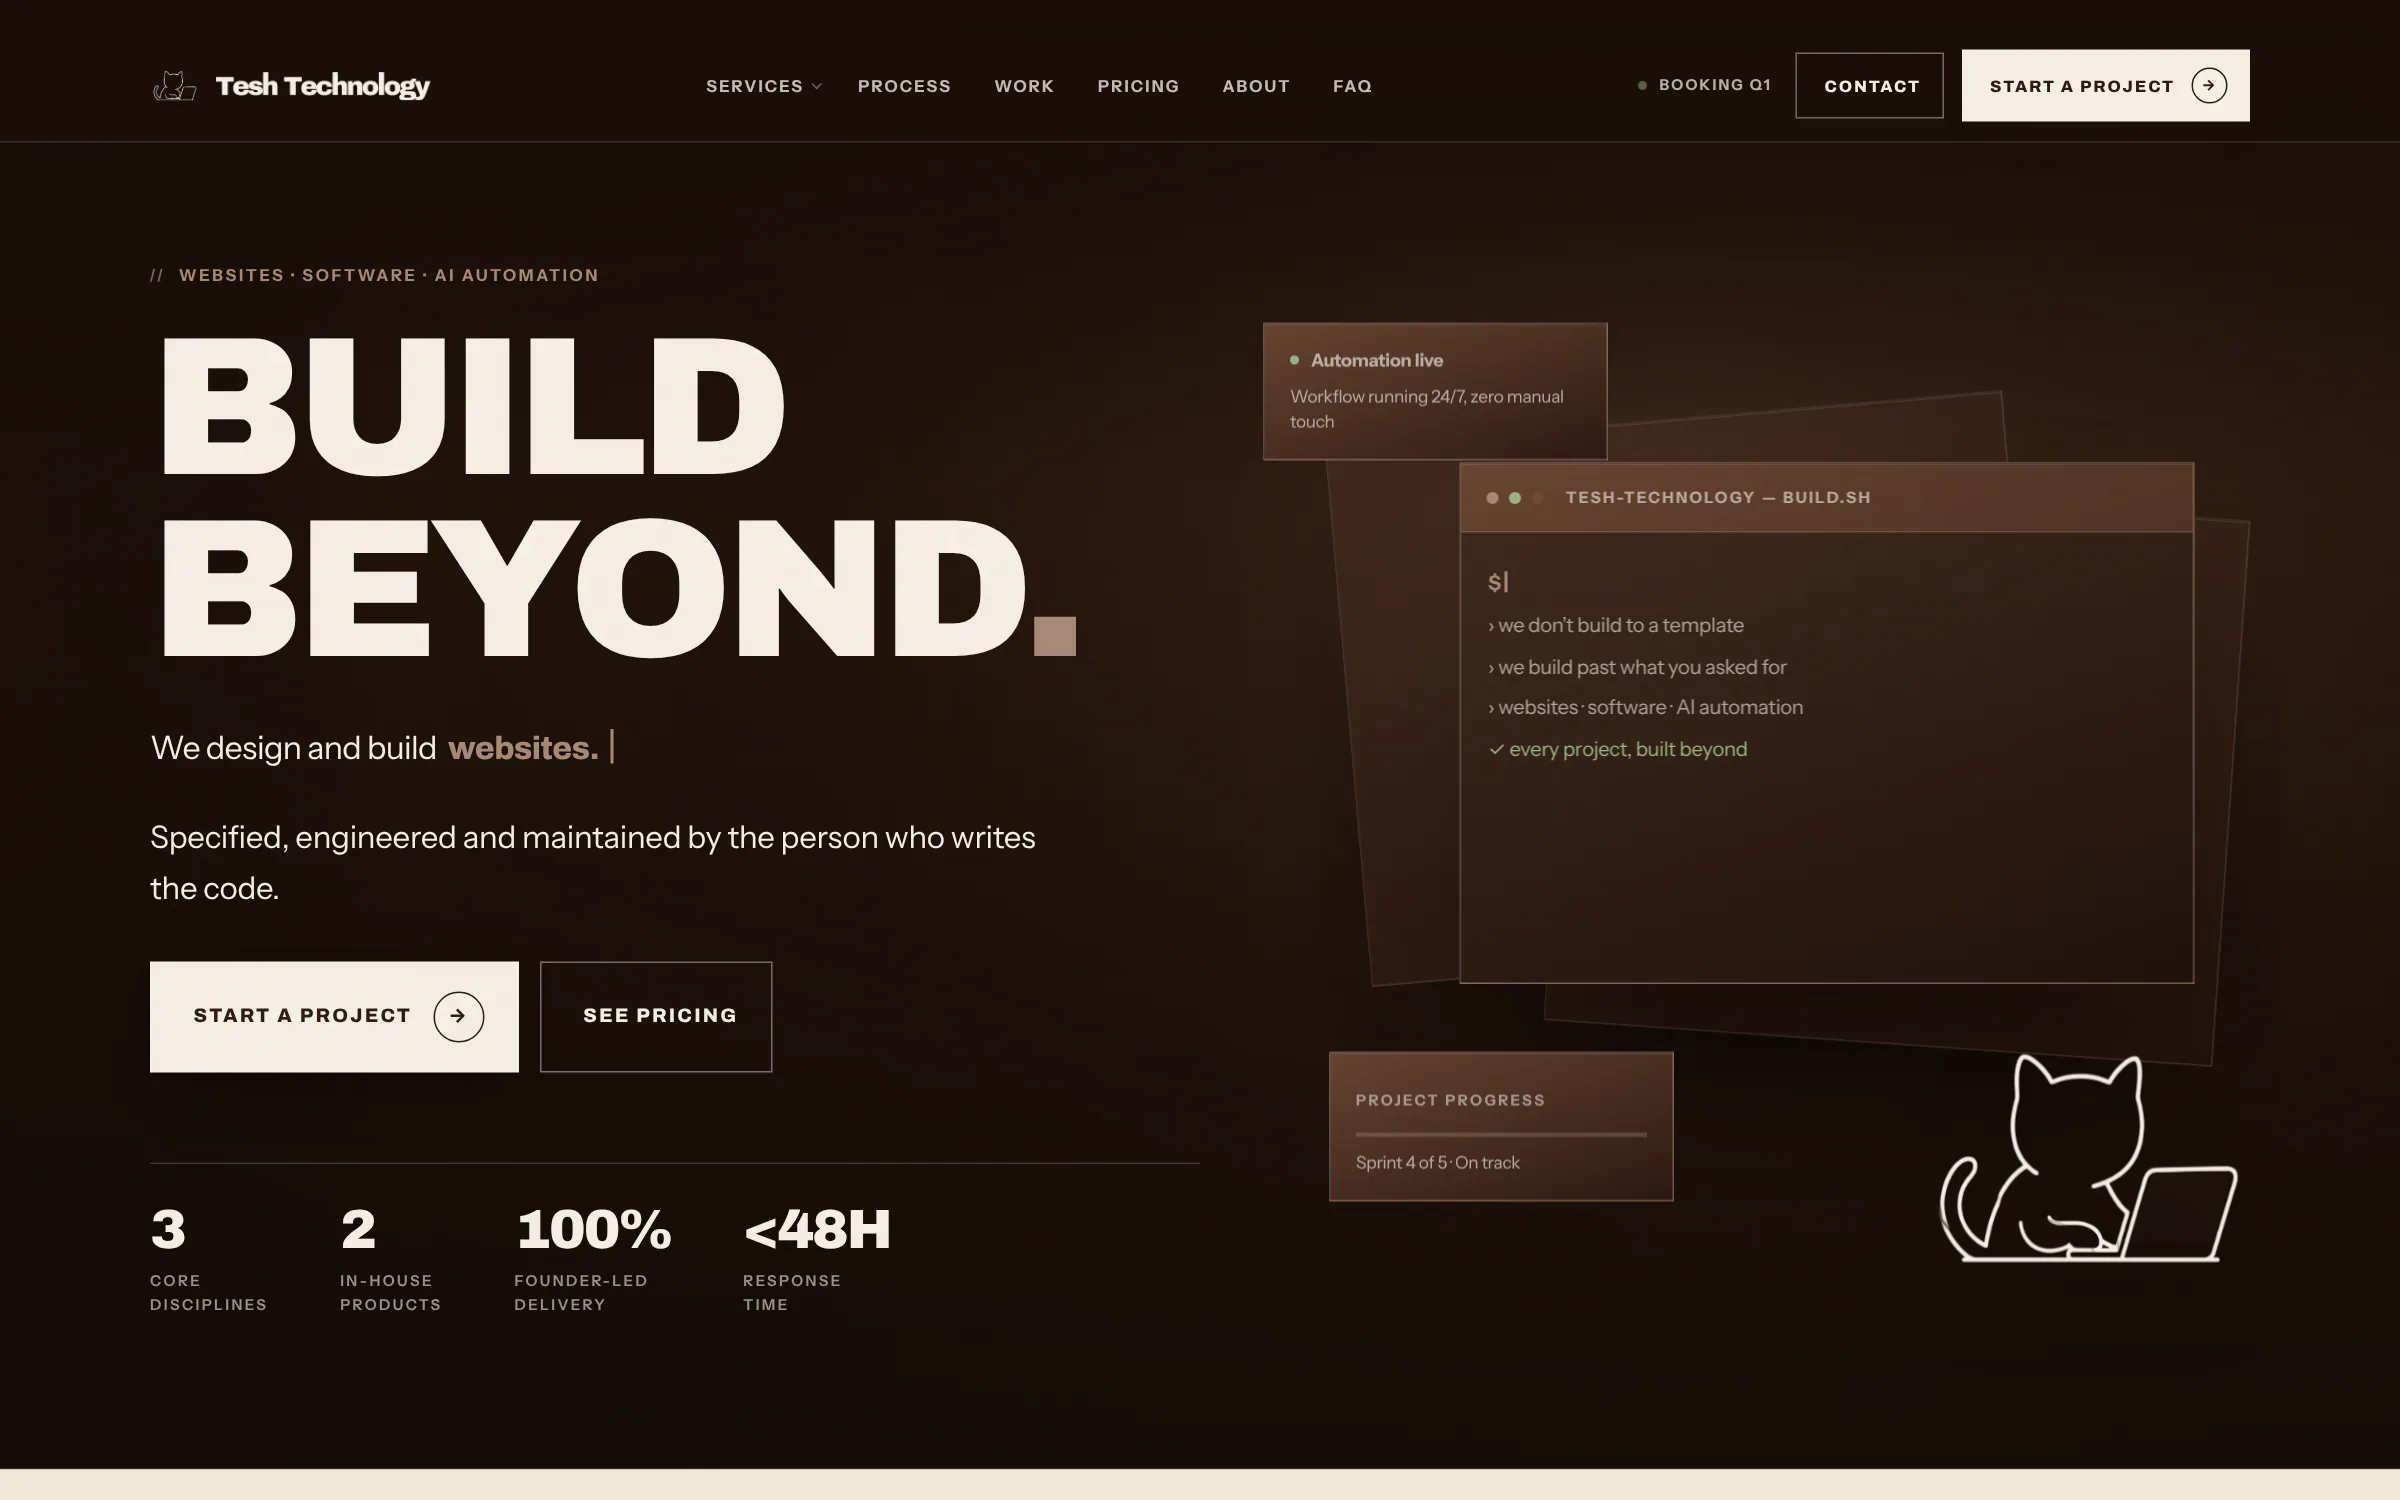 Tesh Technology
SERVICES
PROCESS
WORK
PRICING
ABOUT
FAQ
BOOKING Q1
CONTACT
START A PROJECT
// WEBSITES · SOFTWARE · AI AUTOMATION
BUILD
BEYOND.
We design and build websites.
Specified, engineered and maintained by the person who writes
the code.
START A PROJECT
SEE PRICING
3
CORE
DISCIPLINES
2
IN-HOUSE
PRODUCTS
100%
FOUNDER-LED
DELIVERY
<48H
RESPONSE
TIME
Automation live
Workflow running 24/7, zero manual
touch
TESH-TECHNOLOGY — BUILD.SH
$
› we don’t build to a template
› we build past what you asked for
› websites · software · AI automation
✓ every project, built beyond
PROJECT PROGRESS
Sprint 4 of 5 · On track